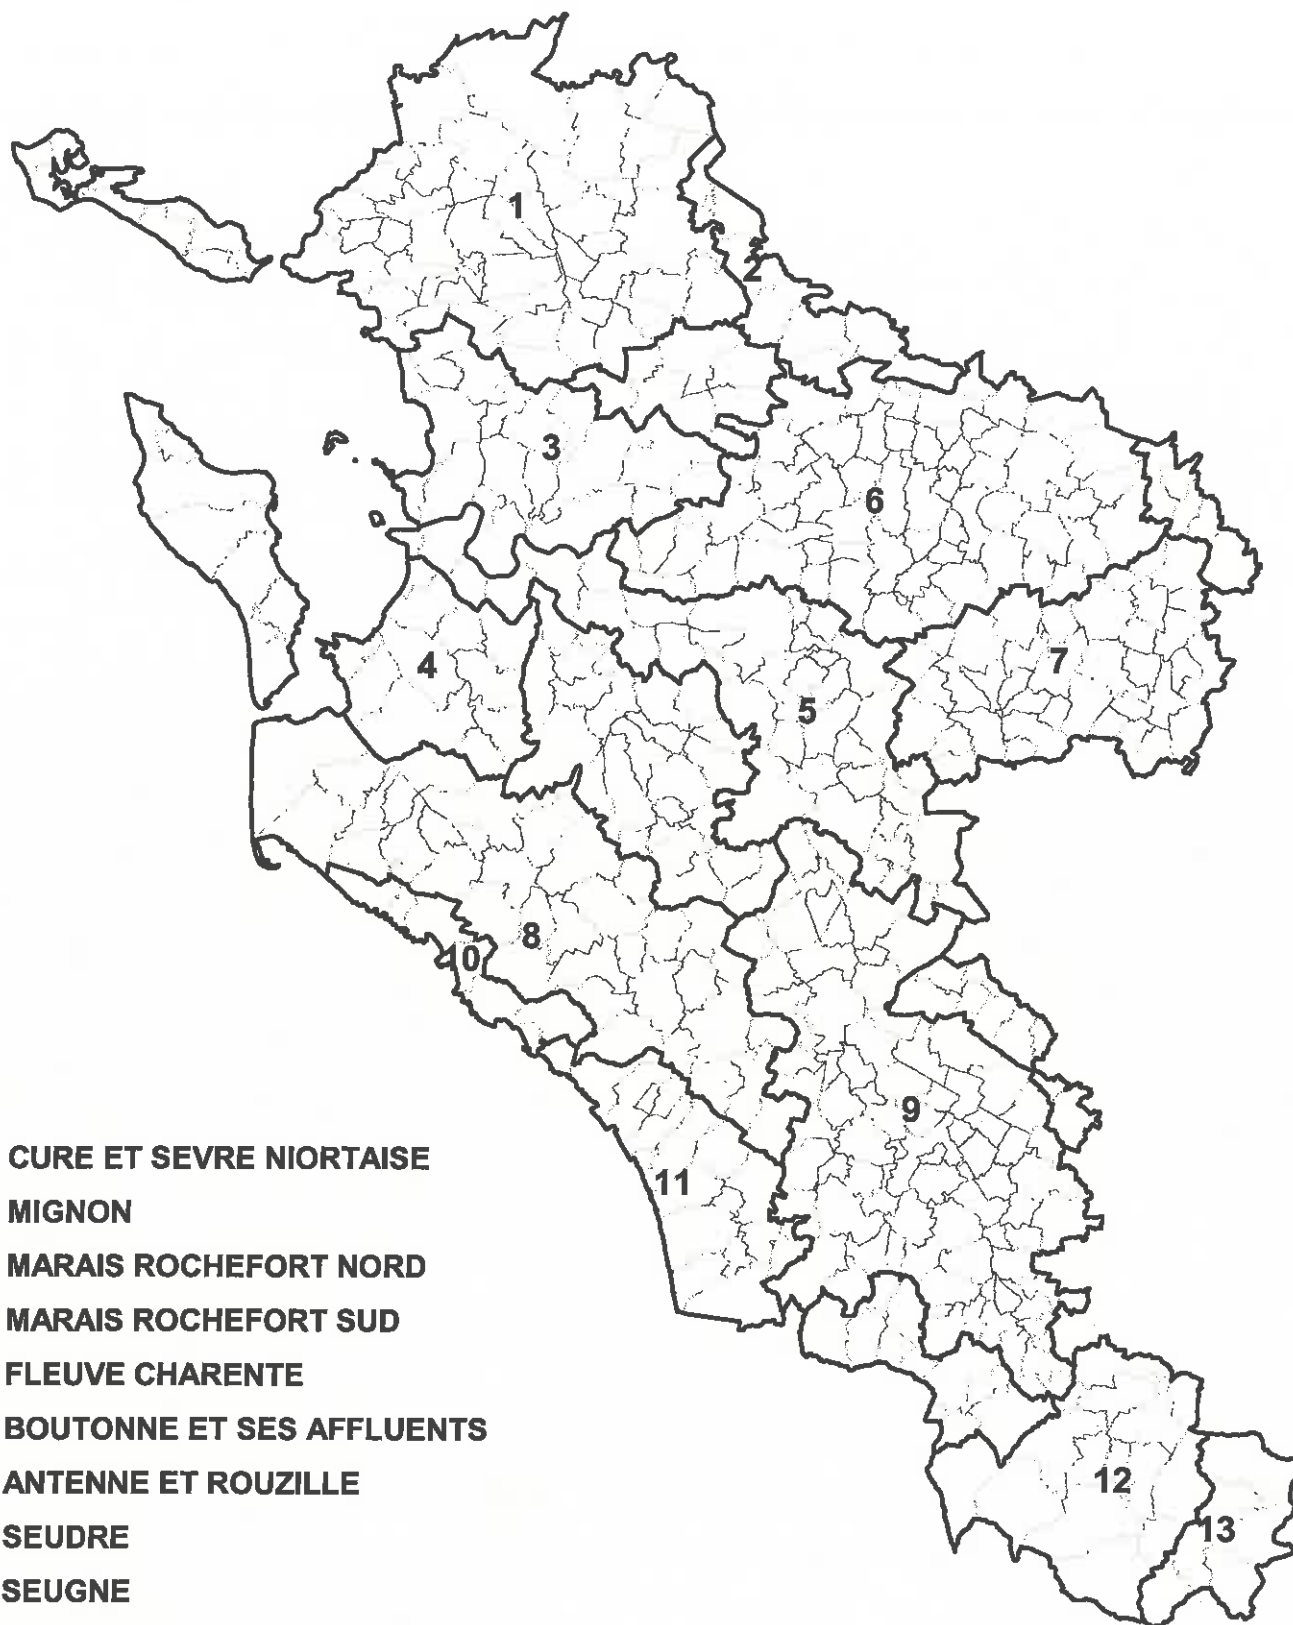 1
2
3
6
4
7
5
8
10
9
11
CURE ET SEVRE NIORTAISE
MIGNON
MARAIS ROCHEFORT NORD
MARAIS ROCHEFORT SUD
FLEUVE CHARENTE
BOUTONNE ET SES AFFLUENTS
ANTENNE ET ROUZILLE
SEUDRE
SEUGNE
12
13